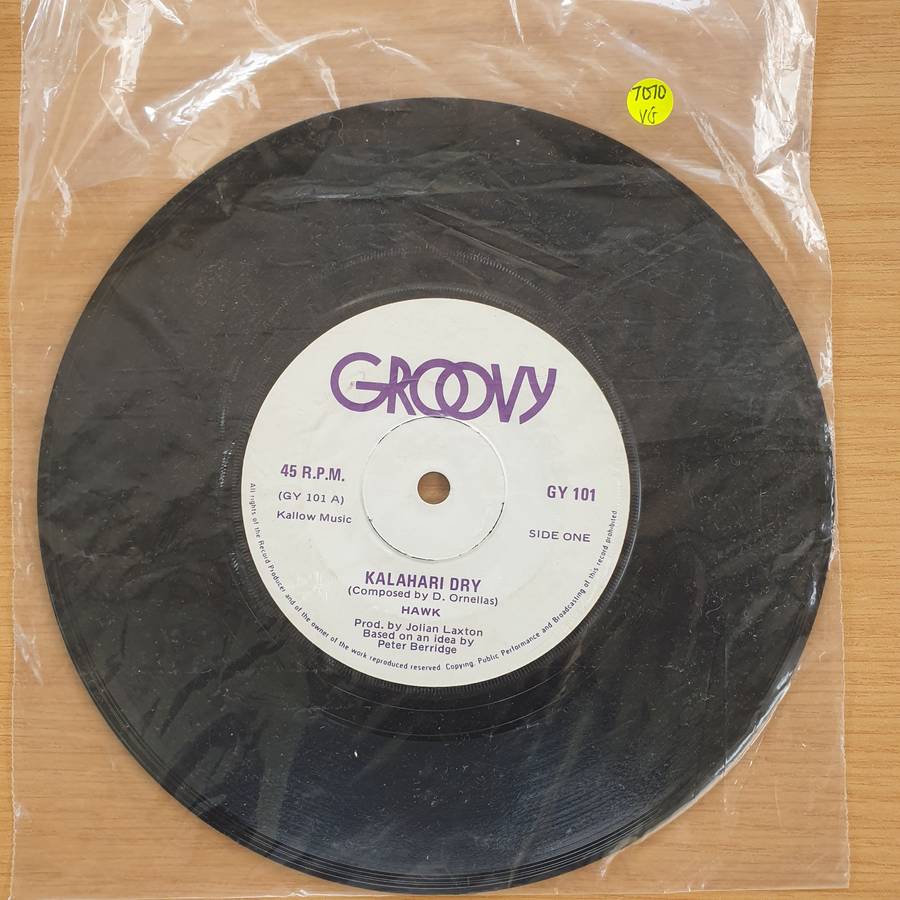 7070
VG
GROOVY
45 R.P.M.
(GY 101 A)
Kallow Music
GY 101
SIDE ONE
KALAHARI DRY
(Composed by D. Ornellas)
HAWK
Prod. by Jolian Laxton
Based on an idea by
Peter Berridge
All rights of the Record Producer and of the owner of the work reproduced reserved. Copying, Public Performance and Broadcasting of this record prohibited